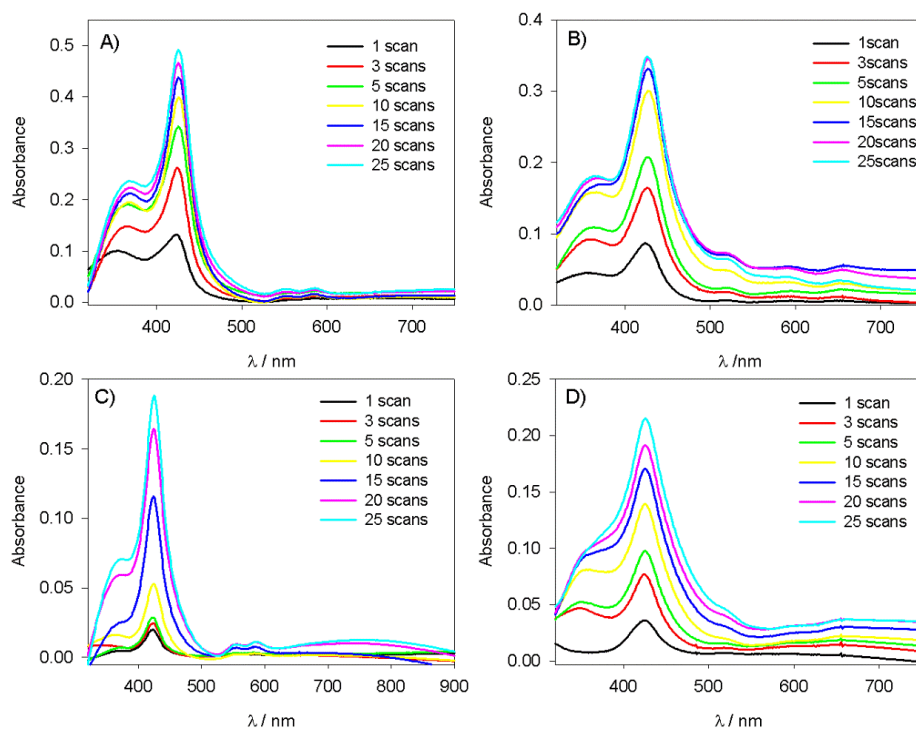 A)
0.5
0.4
0.3
0.2
0.1
0.0
Absorbance
400
500
600
700
λ / nm
1 scan
3 scans
5 scans
10 scans
15 scans
20 scans
25 scans
B)
0.4
0.3
0.2
0.1
0.0
Absorbance
400
500
600
700
λ /nm
1scan
3scans
5scans
10scans
15scans
20scans
25scans
C)
0.20
0.15
0.10
0.05
0.00
Absorbance
400
500
600
700
800
900
λ / nm
1 scan
3 scans
5 scans
10 scans
15 scans
20 scans
25 scans
D)
0.25
0.20
0.15
0.10
0.05
0.00
Absorbance
400
500
600
700
λ / nm
1 scan
3 scans
5 scans
10 scans
15 scans
20 scans
25 scans